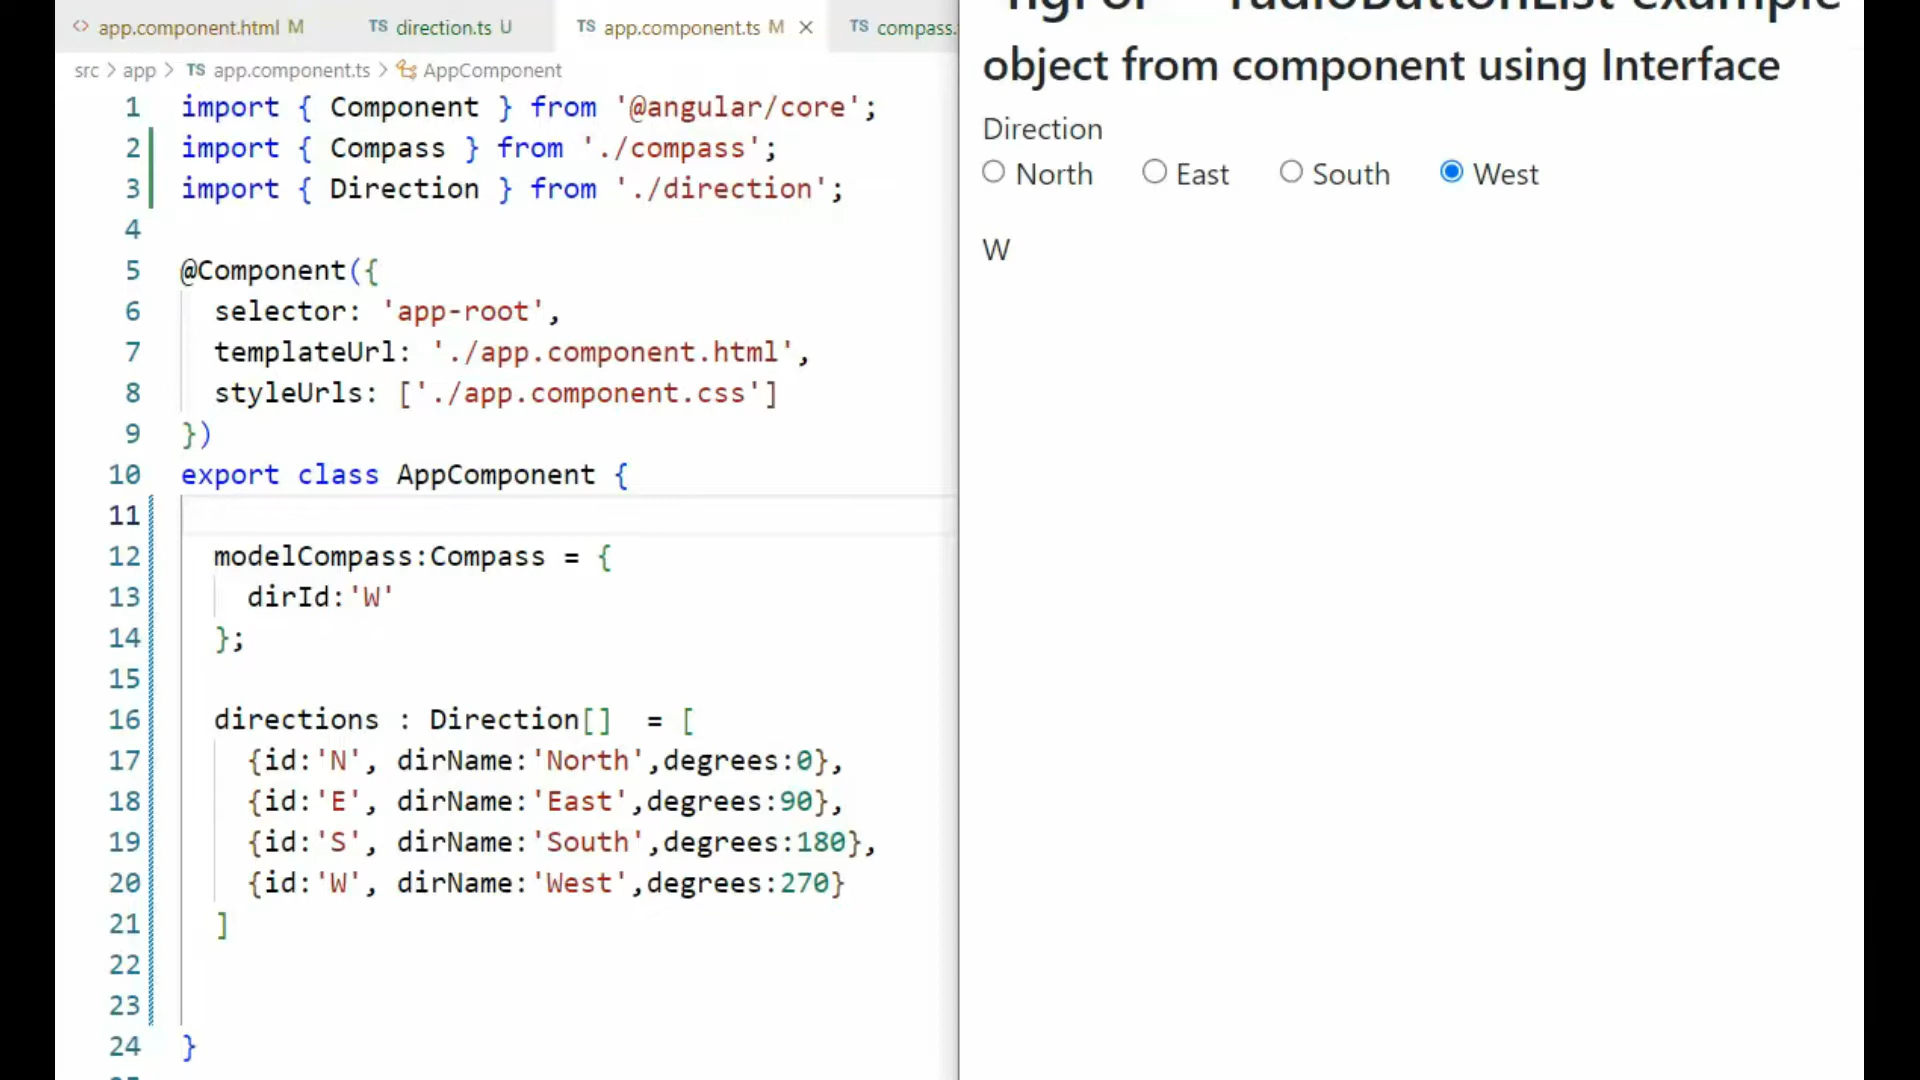 app.component.html M
TS direction.ts U
TS app.component.ts M
TS compass.
src > app > TS app.component.ts > AppComponent
1 import { Component } from '@angular/core';
2 import { Compass } from './compass';
3 import { Direction } from './direction';
4
5 @Component({
6 selector: 'app-root',
7 templateUrl: './app.component.html',
8 styleUrls: ['./app.component.css']
9 })
10 export class AppComponent {
11
12 modelCompass:Compass = {
13 dirId:'W'
14 };
15
16 directions : Direction[]  = [
17 {id:'N', dirName:'North',degrees:0},
18 {id:'E', dirName:'East',degrees:90},
19 {id:'S', dirName:'South',degrees:180},
20 {id:'W', dirName:'West',degrees:270}
21 ]
22
23
24 }
radioButtonList example
object from component using Interface
Direction
North East South West
W